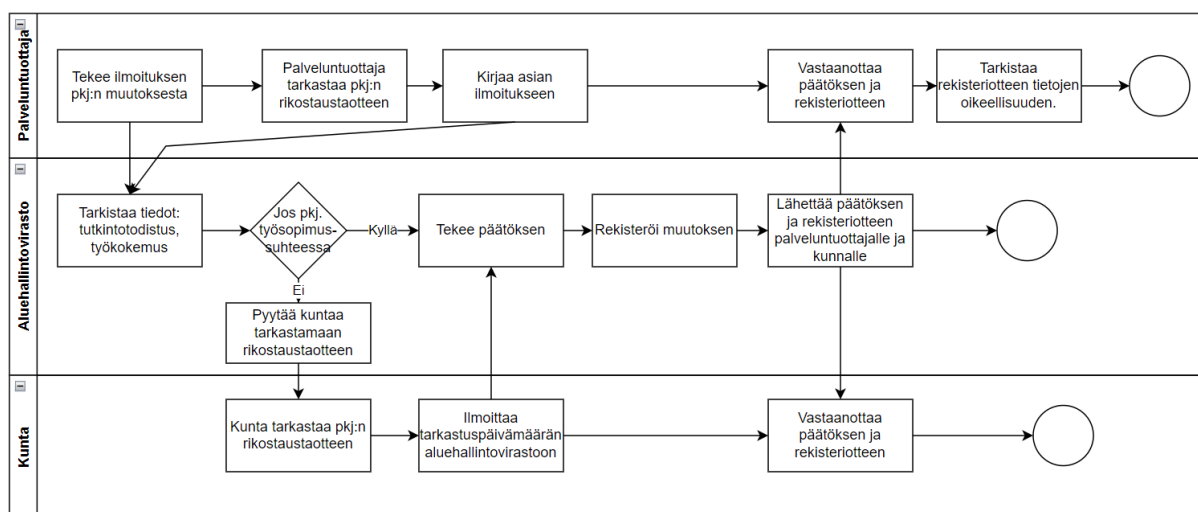 Palveluntuottaja
Tekee ilmoituksen
pkj:n muutoksesta
Palveluntuottaja
tarkastaa pkj:n
rikostaustaotteen
Kirjaa asian
ilmoitukseen
Vastaanottaa
päätöksen ja
rekisteriotteen
Tarkistaa
rekisteriotteen tietojen
oikeellisuuden.
Aluehallintovirasto
Tarkistaa tiedot:
tutkintotodistus,
työkokemus
Jos pkj.
työsopimus-
suhteessa
Kyllä
Ei
Pyytää kuntaa
tarkastamaan
rikostaustaotteen
Tekee päätöksen
Rekisteröi muutoksen
Lähettää päätöksen
ja rekisteriotteen
palveluntuottajalle ja
kunnalle
Kunta
Kunta tarkastaa pkj:n
rikostaustaotteen
Ilmoittaa
tarkastuspäivämäärän
aluehallintovirastoon
Vastaanottaa
päätöksen ja
rekisteriotteen